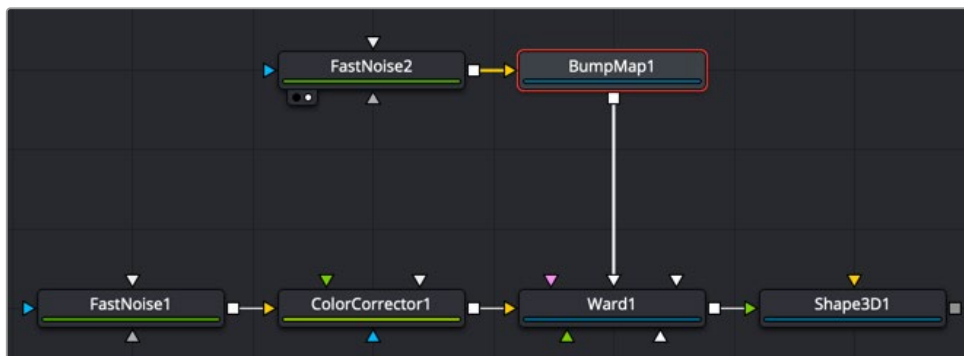 FastNoise2
BumpMap1
FastNoise1
ColorCorrector1
Ward1
Shape3D1